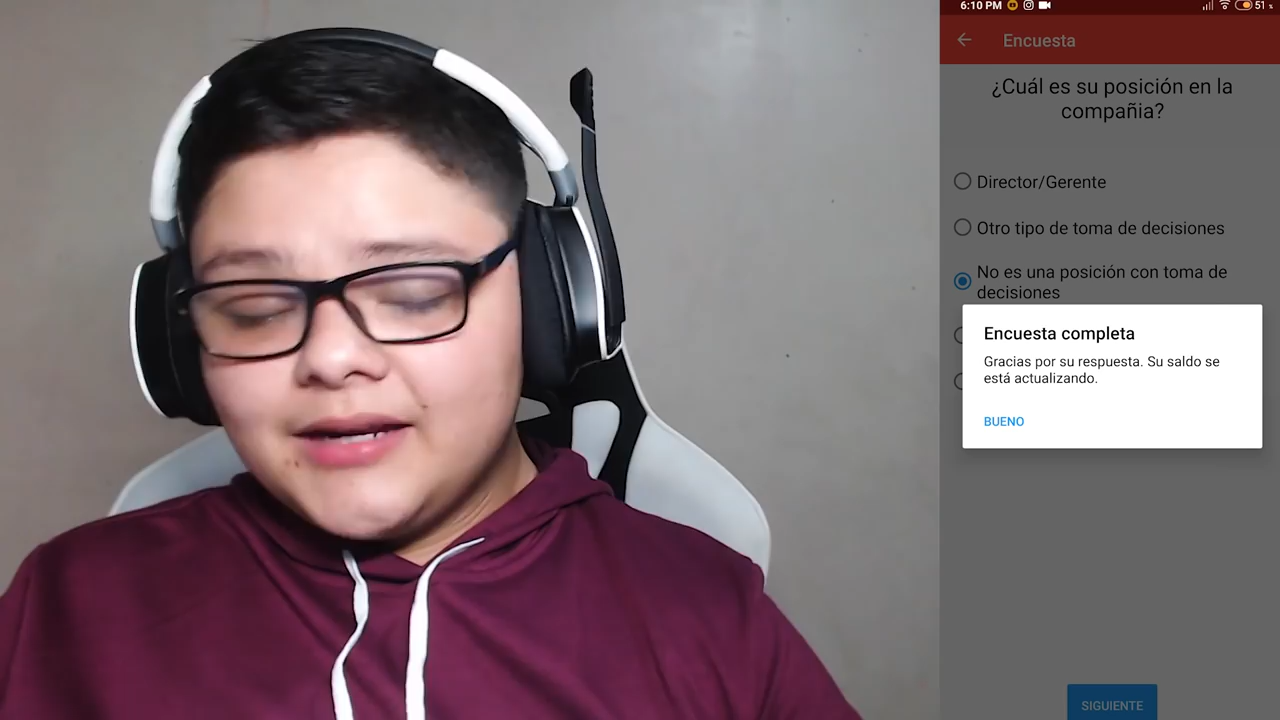 6:10 PM
51
Encuesta
¿Cuál es su posición en la
compañia?
Director/Gerente
Otro tipo de toma de decisiones
No es una posición con toma de
decisiones
Encuesta completa
Gracias por su respuesta. Su saldo se
está actualizando.
BUENO
SIGUIENTE